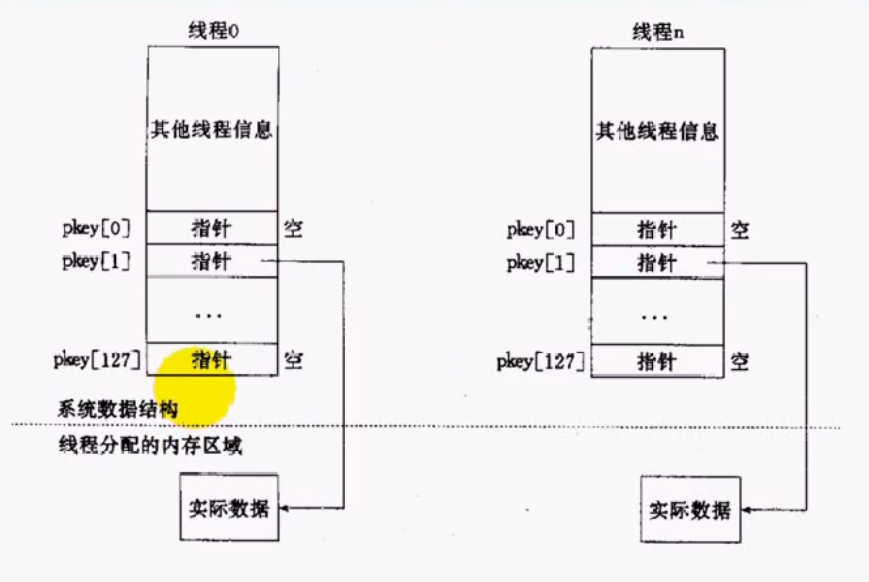 线程0
其他线程信息
pkey[0] 指针 空
pkey[1] 指针
...
pkey[127] 指针 空
线程n
其他线程信息
pkey[0] 指针 空
pkey[1] 指针
...
pkey[127] 指针 空
系统数据结构
线程分配的内存区域
实际数据
实际数据